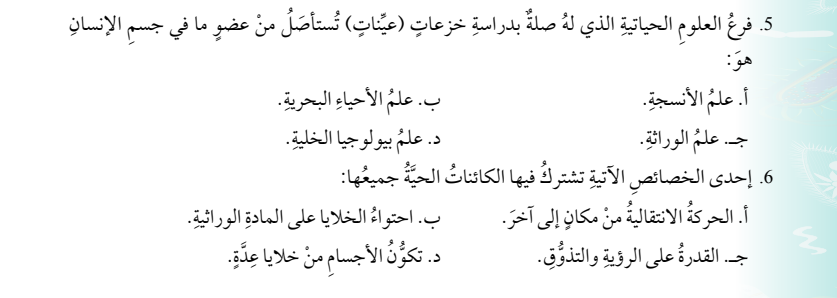 5. فرعُ العلومِ الحياتيةِ الذي لهُ صلةٌ بدراسةِ خزعاتٍ (عيِّناتٍ) تُستأصَلُ منْ عضوٍ ما في جسمِ الإنسانِ
هوَ:
أ. علمُ الأنسجةِ. ب. علمُ الأحياءِ البحريةِ.
جـ. علمُ الوراثةِ. د. علمُ بيولوجيا الخليةِ.
6. إحدى الخصائصِ الآتيةِ تشتركُ فيها الكائناتُ الحيَّةُ جميعُها:
أ. الحركةُ الانتقاليةُ منْ مكانٍ إلى آخرَ. ب. احتواءُ الخلايا على المادةِ الوراثيةِ.
جـ. القدرةُ على الرؤيةِ والتذوُّقِ. د. تكوُّنُ الأجسامِ منْ خلايا عِدَّةٍ.